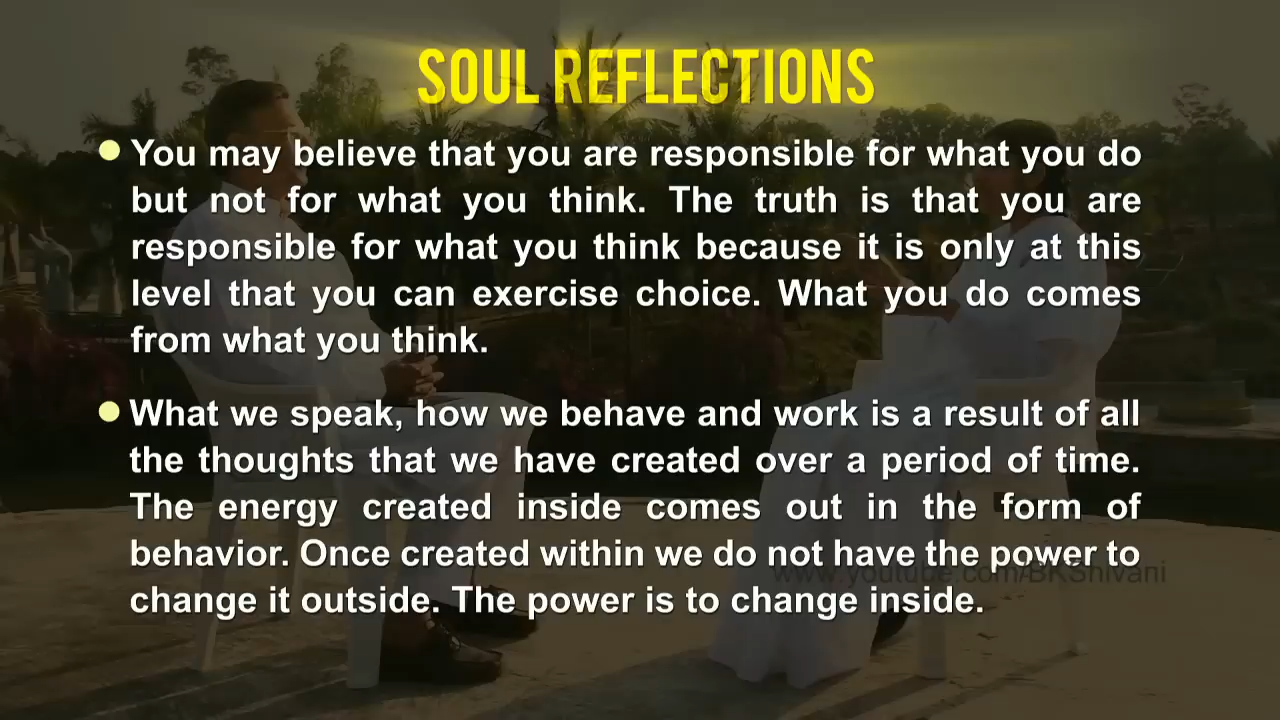 SOUL REFLECTIONS
You may believe that you are responsible for what you do
but not for what you think. The truth is that you are
responsible for what you think because it is only at this
level that you can exercise choice. What you do comes
from what you think.
What we speak, how we behave and work is a result of all
the thoughts that we have created over a period of time.
The energy created inside comes out in the form of
behavior. Once created within we do not have the power to
www.youtube.com/BKShivani
change it outside. The power is to change inside.